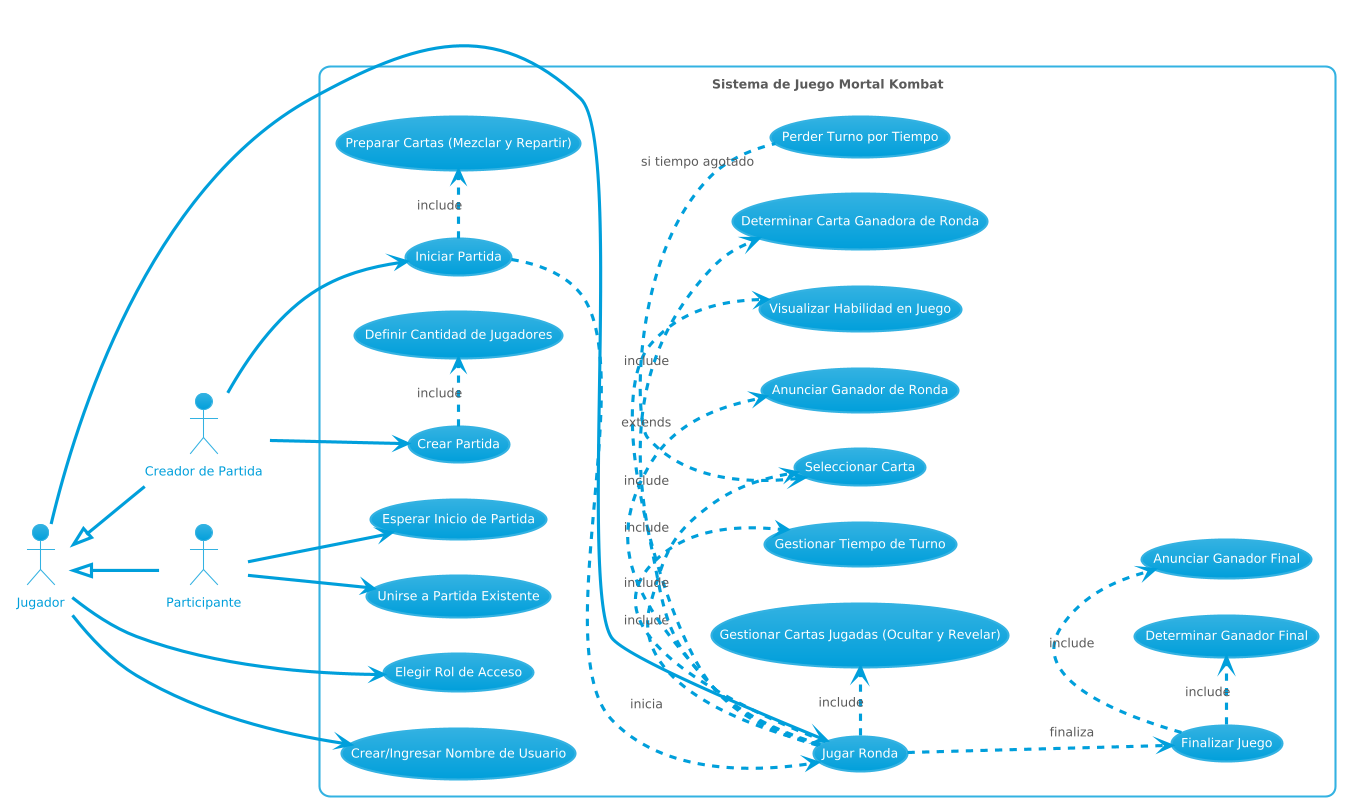 Sistema de Juego Mortal Kombat
Preparar Cartas (Mezclar y Repartir)
include
Iniciar Partida
Definir Cantidad de Jugadores
include
Crear Partida
Creador de Partida
Esperar Inicio de Partida
Jugador
Participante
Unirse a Partida Existente
Elegir Rol de Acceso
Crear/Ingresar Nombre de Usuario
Perder Turno por Tiempo
si tiempo agotado
Determinar Carta Ganadora de Ronda
Visualizar Habilidad en Juego
include
Anunciar Ganador de Ronda
extends
Seleccionar Carta
include
include
Gestionar Tiempo de Turno
include
include
Gestionar Cartas Jugadas (Ocultar y Revelar)
include
inicia
Jugar Ronda
Anunciar Ganador Final
include
Determinar Ganador Final
include
finaliza
Finalizar Juego